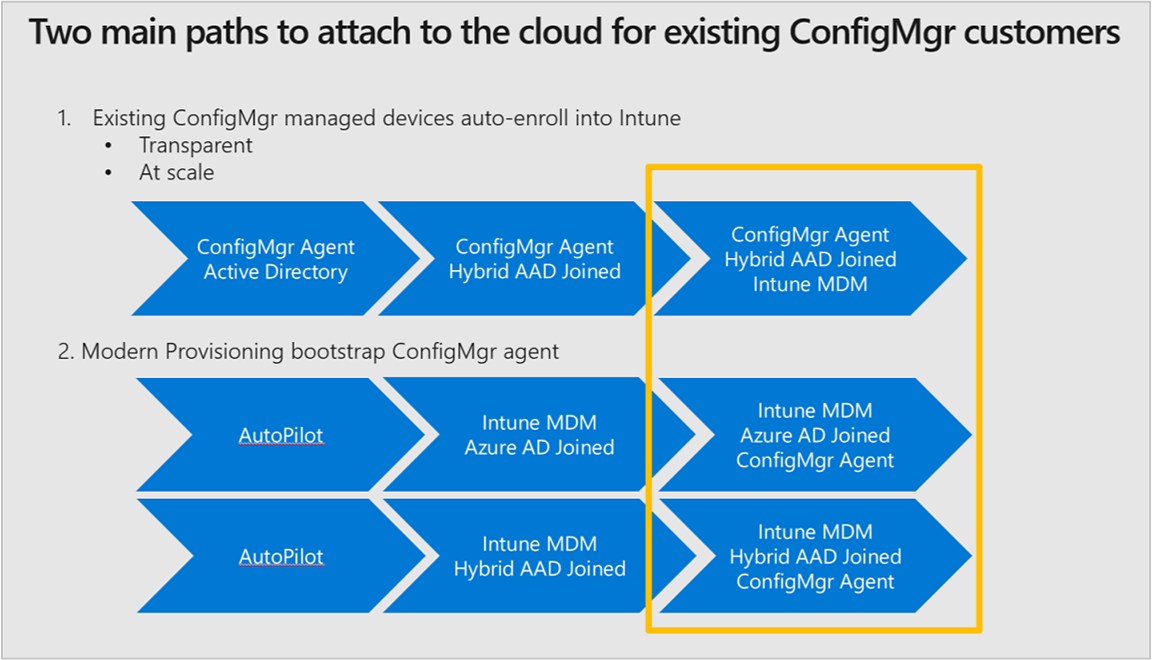 Two main paths to attach to the cloud for existing ConfigMgr customers
1. Existing ConfigMgr managed devices auto-enroll into Intune
• Transparent
• At scale
ConfigMgr Agent
Active Directory
ConfigMgr Agent
Hybrid AAD Joined
ConfigMgr Agent
Hybrid AAD Joined
Intune MDM
2. Modern Provisioning bootstrap ConfigMgr agent
AutoPilot
Intune MDM
Azure AD Joined
Intune MDM
Azure AD Joined
ConfigMgr Agent
AutoPilot
Intune MDM
Hybrid AAD Joined
Intune MDM
Hybrid AAD Joined
ConfigMgr Agent